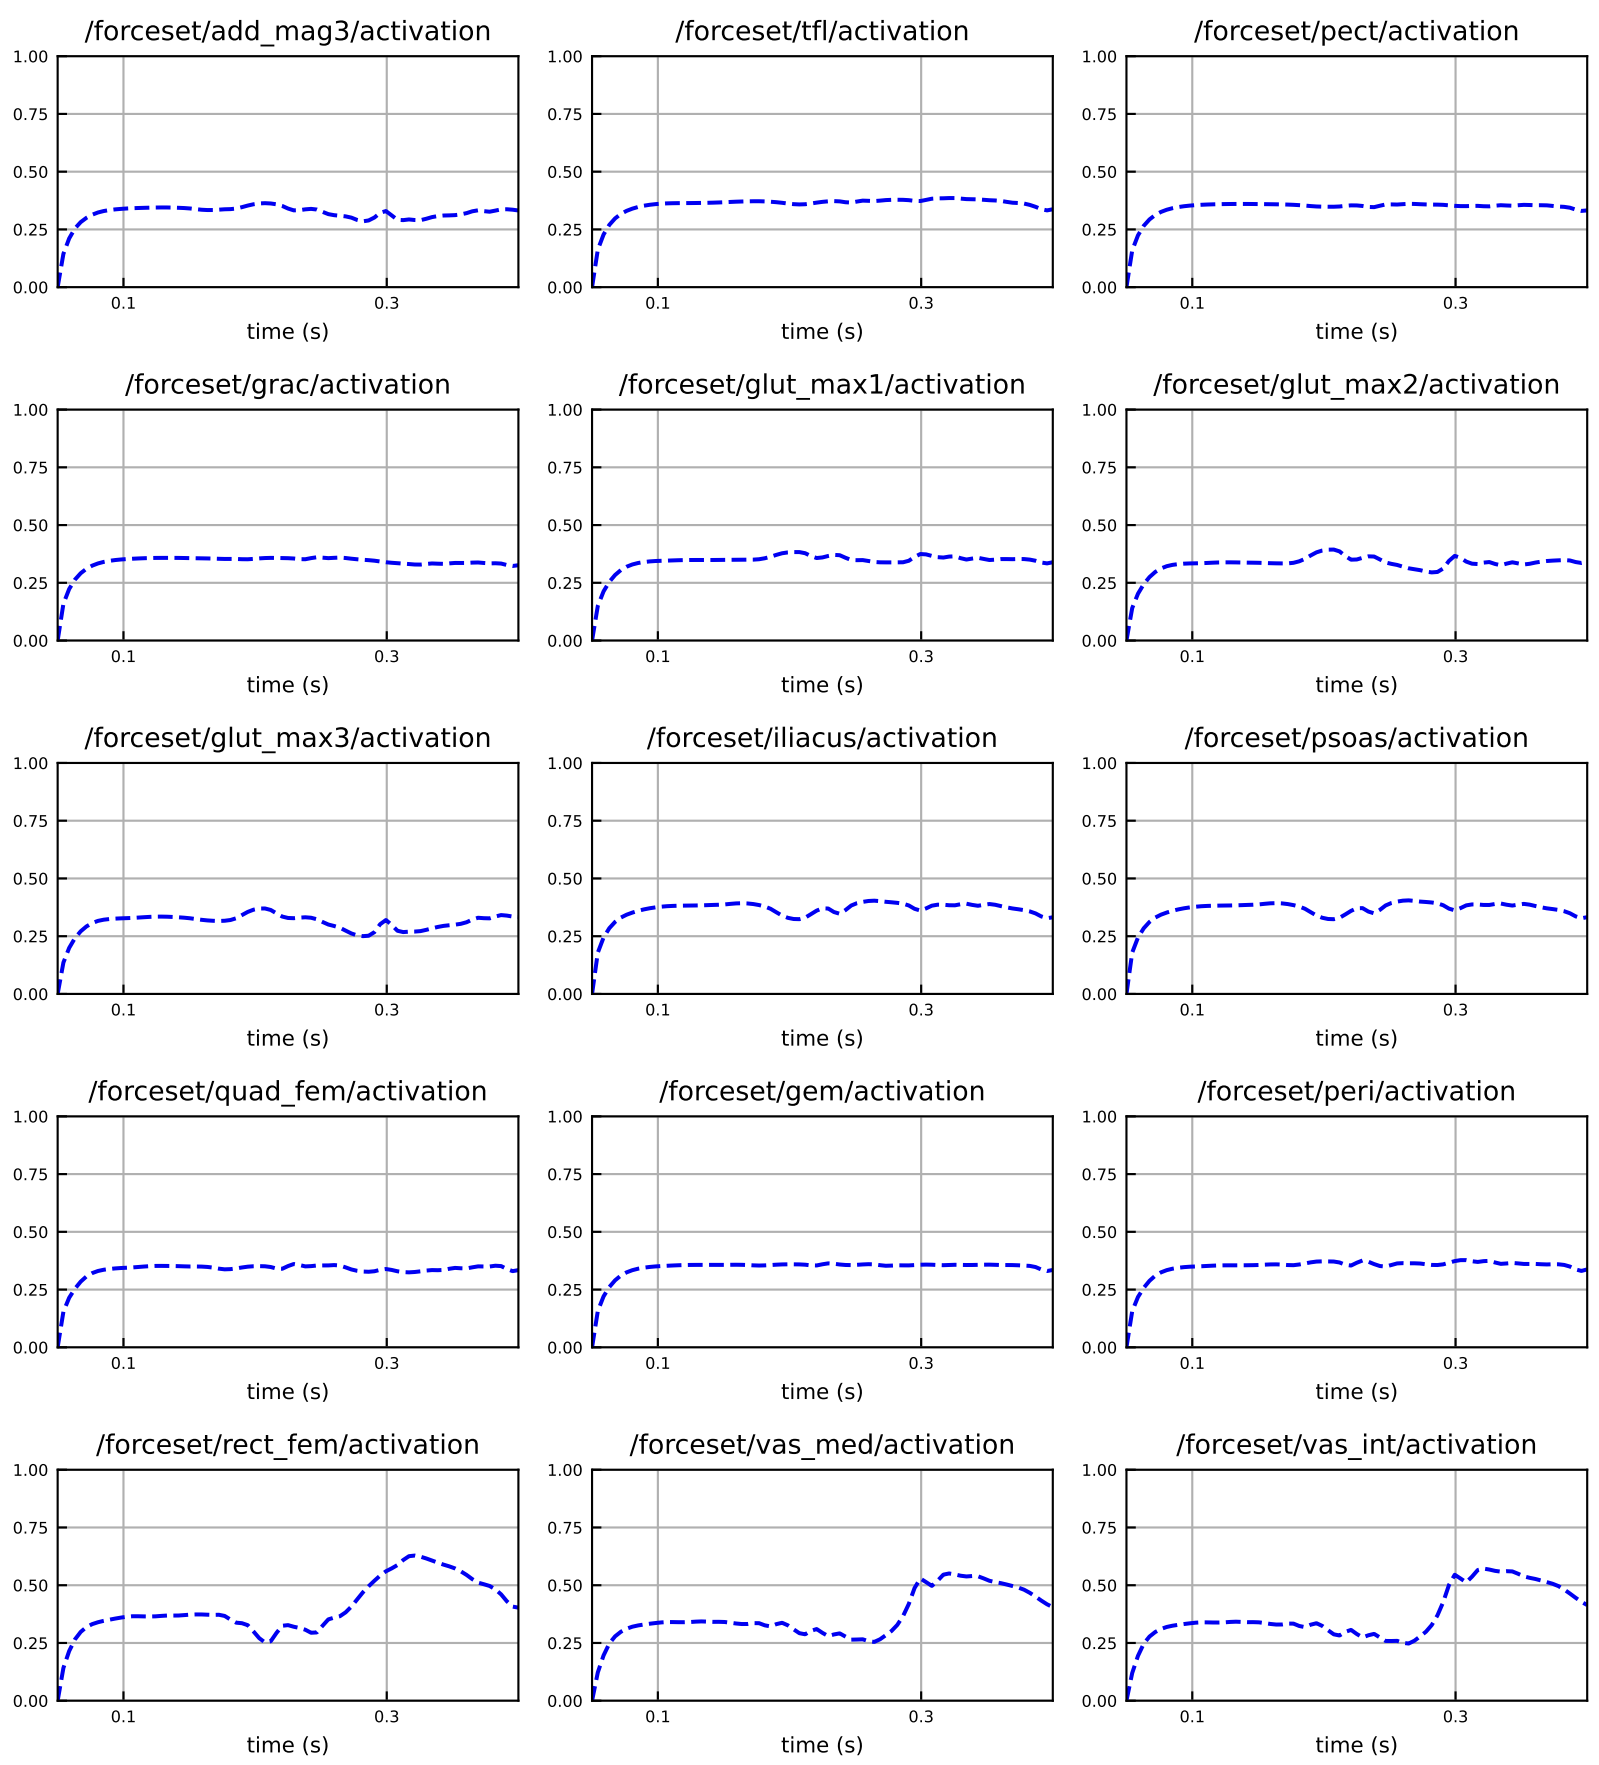 /forceset/add_mag3/activation /forceset/tfl/activation /forceset/pect/activation
1.00 1.00 1.00
0.75 0.75 0.75
0.50 0.50 0.50
0.25 0.25 0.25
0.00 0.00 0.00
0.1 0.3 0.1 0.3 0.1 0.3
time (s) time (s) time (s)
/forceset/grac/activation /forceset/glut_max1/activation /forceset/glut_max2/activation
1.00 1.00 1.00
0.75 0.75 0.75
0.50 0.50 0.50
0.25 0.25 0.25
0.00 0.00 0.00
0.1 0.3 0.1 0.3 0.1 0.3
time (s) time (s) time (s)
/forceset/glut_max3/activation /forceset/iliacus/activation /forceset/psoas/activation
1.00 1.00 1.00
0.75 0.75 0.75
0.50 0.50 0.50
0.25 0.25 0.25
0.00 0.00 0.00
0.1 0.3 0.1 0.3 0.1 0.3
time (s) time (s) time (s)
/forceset/quad_fem/activation /forceset/gem/activation /forceset/peri/activation
1.00 1.00 1.00
0.75 0.75 0.75
0.50 0.50 0.50
0.25 0.25 0.25
0.00 0.00 0.00
0.1 0.3 0.1 0.3 0.1 0.3
time (s) time (s) time (s)
/forceset/rect_fem/activation /forceset/vas_med/activation /forceset/vas_int/activation
1.00 1.00 1.00
0.75 0.75 0.75
0.50 0.50 0.50
0.25 0.25 0.25
0.00 0.00 0.00
0.1 0.3 0.1 0.3 0.1 0.3
time (s) time (s) time (s)